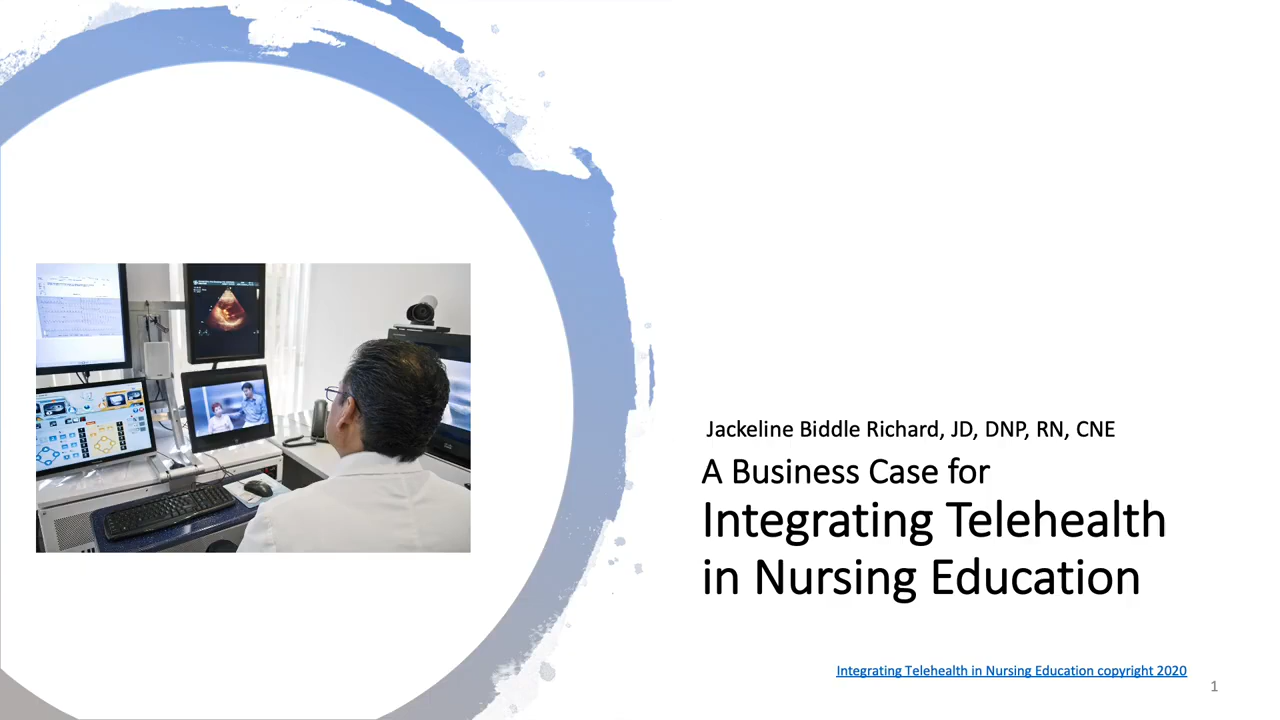 Jackeline Biddle Richard, JD, DNP, RN, CNE
A Business Case for
Integrating Telehealth
in Nursing Education
Integrating Telehealth in Nursing Education copyright 2020
1